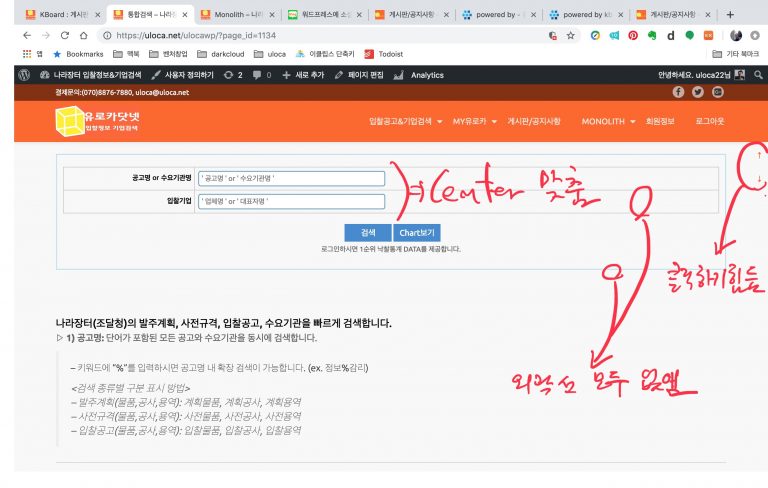 KBoard : 게시판
통합검색 – 나라장
Monolith – 나라
워드프레스에 소
게시판/공지사항
powered by -
powered by kb
게시판/공지사항 -
https://uloca.net/ulocawp/?page_id=1134
앱 Bookmarks 맥북 벤처창업 darkcloud uloca 이클립스 단축키 Todoist 기타 북마크
나라장터 입찰정보&기업검색 사용자 정의하기 2 0 새로 추가 페이지 편집 Analytics 안녕하세요. uloca22님
결제문의:(070)8876-7880, uloca@uloca.net
유로카닷넷
입찰정보 기업검색
입찰공고&기업검색 MY유로카 게시판/공지사항 MONOLITH 회원정보 로그아웃
공고명 or 수요기관명 ' 공고명 ' or ' 수요기관명 '
입찰기업 ' 업체명 ' or ' 대표자명 '
Center 맞춤
검색 Chart보기
로그인하시면 1순위 낙찰통계 DATA를 제공합니다.
클릭하기힘듦
외곽선 모두 없앰
나라장터(조달청)의 발주계획, 사전규격, 입찰공고, 수요기관을 빠르게 검색합니다.
▷ 1) 공고명: 단어가 포함된 모든 공고와 수요기관을 동시에 검색합니다.
– 키워드에 "%"를 입력하시면 공고명 내 확장 검색이 가능합니다. (ex. 정보%감리)
<검색 종류별 구분 표시 방법>
– 발주계획(물품,공사,용역): 계획물품, 계획공사, 계획용역
– 사전규격(물품,공사,용역): 사전물품, 사전공사, 사전용역
– 입찰공고(물품,공사,용역): 입찰물품, 입찰공사, 입찰용역